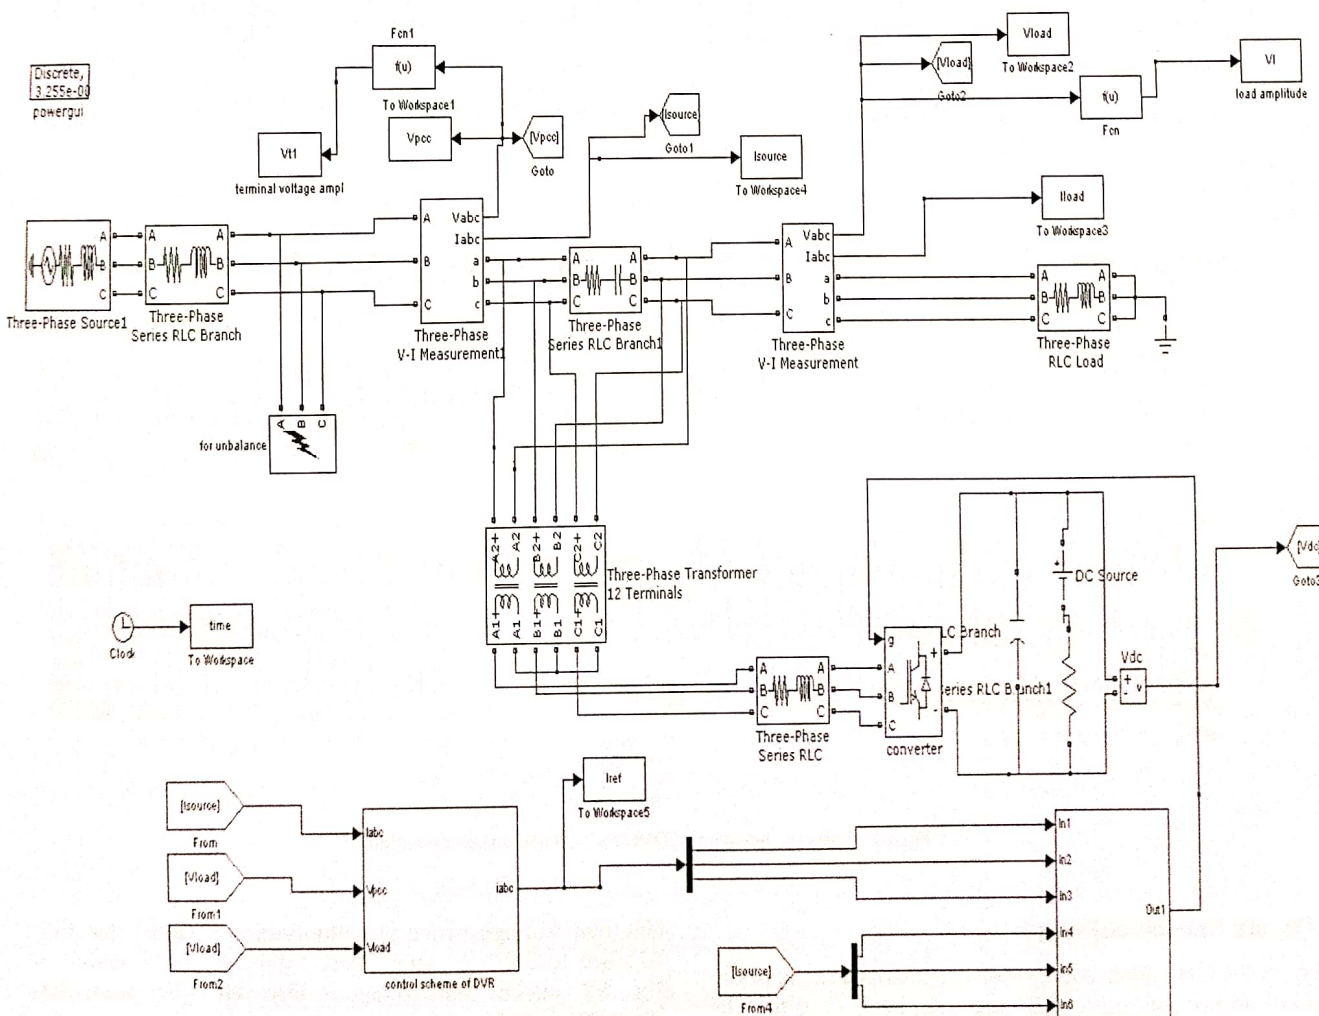 Discrete,
3.255e-00
powergui
Fcn1
f(u)
To Workspace1
Vpcc
[Vpcc]
Goto
Vt1
terminal voltage ampl
[Isource]
Goto1
Isource
To Workspace4
Vload
To Workspace2
[Vload]
Goto2
f(u)
Fcn
Vl
load amplitude
Iload
To Workspace3
A
B
C
Three-Phase Source1
A A
B B
C C
Three-Phase
Series RLC Branch
A
B
C
Vabc
Iabc
a
b
c
Three-Phase
V-I Measurement1
A A
B B
C C
Three-Phase
Series RLC Branch1
A
B
C
Vabc
Iabc
a
b
c
Three-Phase
V-I Measurement
A A
B B
C C
Three-Phase
RLC Load
A B C
for unbalance
A2+ A2 B2+ B2 C2+ C2
A1+ A1 B1+ B1 C1+ C1
Three-Phase Transformer
12 Terminals
Clock
time
To Workspace
A A
B B
C C
Three-Phase
Series RLC
g
A
B
C
+
-
converter
LC Branch
Series RLC Branch1
+
DC Source
Vdc
+
-
v
[Vdc]
Goto3
[Isource]
From
[Vload]
From1
[Vload]
From2
Iabc
Vpcc
Vload
Iabc
control scheme of DVR
Iref
To Workspace5
[Isource]
From4
In1
In2
In3
In4
In5
In6
Out1